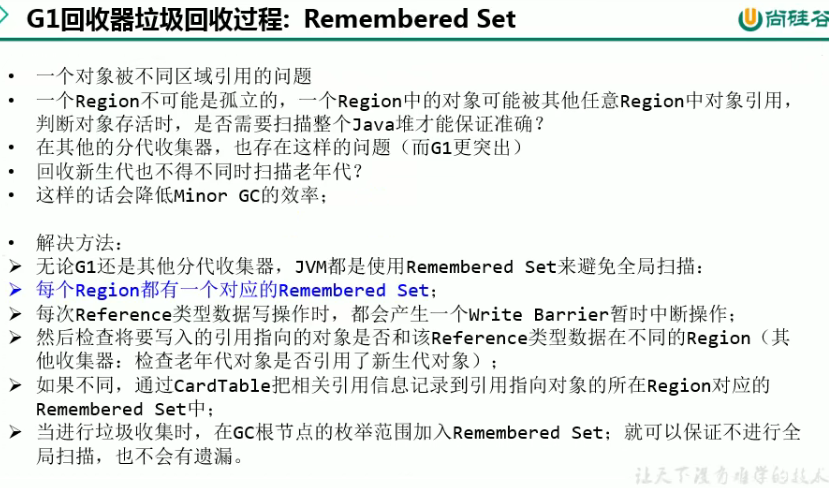 G1回收器垃圾回收过程: Remembered Set
尚硅谷
• 一个对象被不同区域引用的问题
• 一个Region不可能是孤立的，一个Region中的对象可能被其他任意Region中对象引用，
判断对象存活时，是否需要扫描整个Java堆才能保证准确？
• 在其他的分代收集器，也存在这样的问题（而G1更突出）
• 回收新生代也不得不同时扫描老年代？
• 这样的话会降低Minor GC的效率；
• 解决方法：
➢ 无论G1还是其他分代收集器，JVM都是使用Remembered Set来避免全局扫描：
➢ 每个Region都有一个对应的Remembered Set；
➢ 每次Reference类型数据写操作时，都会产生一个Write Barrier暂时中断操作；
➢ 然后检查将要写入的引用指向的对象是否和该Reference类型数据在不同的Region（其
他收集器：检查老年代对象是否引用了新生代对象）；
➢ 如果不同，通过CardTable把相关引用信息记录到引用指向对象的所在Region对应的
Remembered Set中；
➢ 当进行垃圾收集时，在GC根节点的枚举范围加入Remembered Set；就可以保证不进行全
局扫描，也不会有遗漏。
让天下没有难学的技术